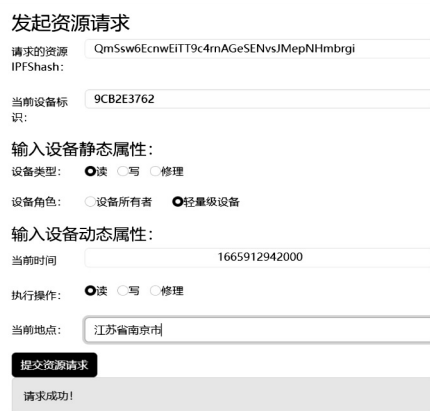 发起资源请求
请求的资源 QmSsw6EcnwEiTT9c4rnAGeSENvsJMepNHmbrgi
IPFShash:
当前设备标 9CB2E3762
识:
输入设备静态属性:
设备类型: 读 写 修理
设备角色: 设备所有者 轻量级设备
输入设备动态属性:
当前时间 1665912942000
执行操作: 读 写 修理
当前地点: 江苏省南京市
提交资源请求
请求成功!